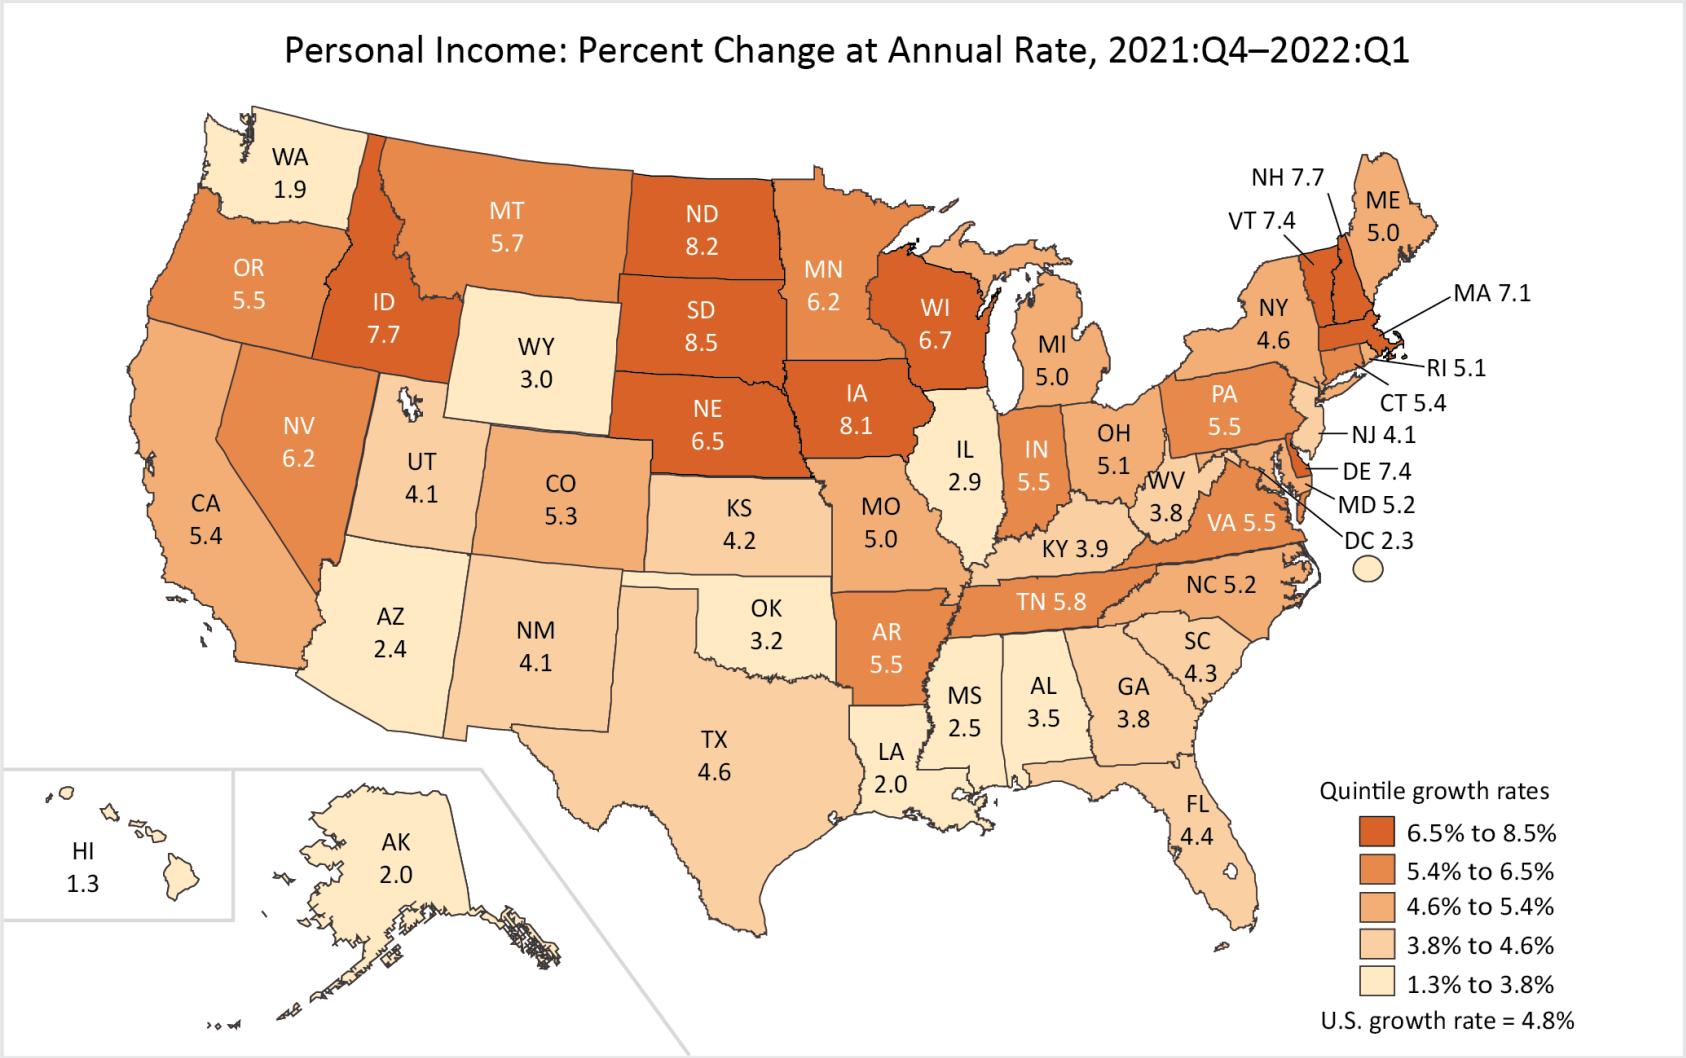 Personal Income: Percent Change at Annual Rate, 2021:Q4–2022:Q1
WA
1.9
MT
5.7
ND
8.2
OR
5.5
ID
7.7
SD
8.5
MN
6.2
WI
6.7
WY
3.0
NE
6.5
IA
8.1
MI
5.0
NH 7.7
VT 7.4
ME
5.0
MA 7.1
NY
4.6
RI 5.1
CT 5.4
PA
5.5
NJ 4.1
DE 7.4
MD 5.2
DC 2.3
NV
6.2
UT
4.1
CO
5.3
CA
5.4
KS
4.2
MO
5.0
IL
2.9
IN
5.5
OH
5.1
WV
3.8
VA 5.5
KY 3.9
NC 5.2
TN 5.8
AZ
2.4
NM
4.1
OK
3.2
AR
5.5
SC
4.3
MS
2.5
AL
3.5
GA
3.8
TX
4.6
LA
2.0
FL
4.4
HI
1.3
AK
2.0
Quintile growth rates
6.5% to 8.5%
5.4% to 6.5%
4.6% to 5.4%
3.8% to 4.6%
1.3% to 3.8%
U.S. growth rate = 4.8%